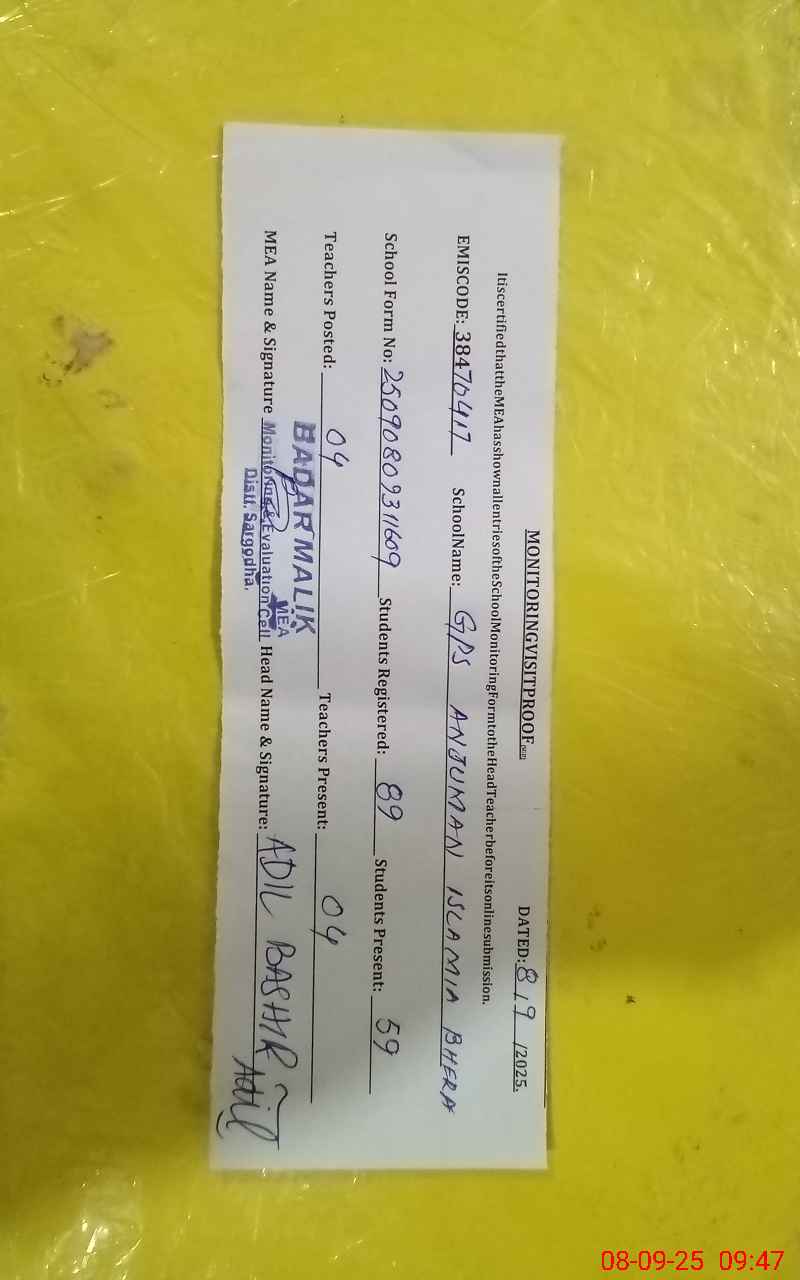 MONITORINGVISITPROOF DATED: 8/9/2025.
ItiscertifiedthattheMEAhasshownallentriesoftheSchoolMonitoringFormtotheHeadTeacherbeforeitsonlinesubmission.
EMISCODE: 38470417 SchoolName: GPS ANJUMAN ISLAMIA BHERA
School Form No: 25090809311609 Students Registered: 89 Students Present: 59
Teachers Posted: 04 Teachers Present: 04
BADAR MALIK
MEA
MEA Name & Signature Monitoring & Evaluation Cell Head Name & Signature: ADIL BASHIR Adil
Distt. Sargodha.
08-09-25 09:47